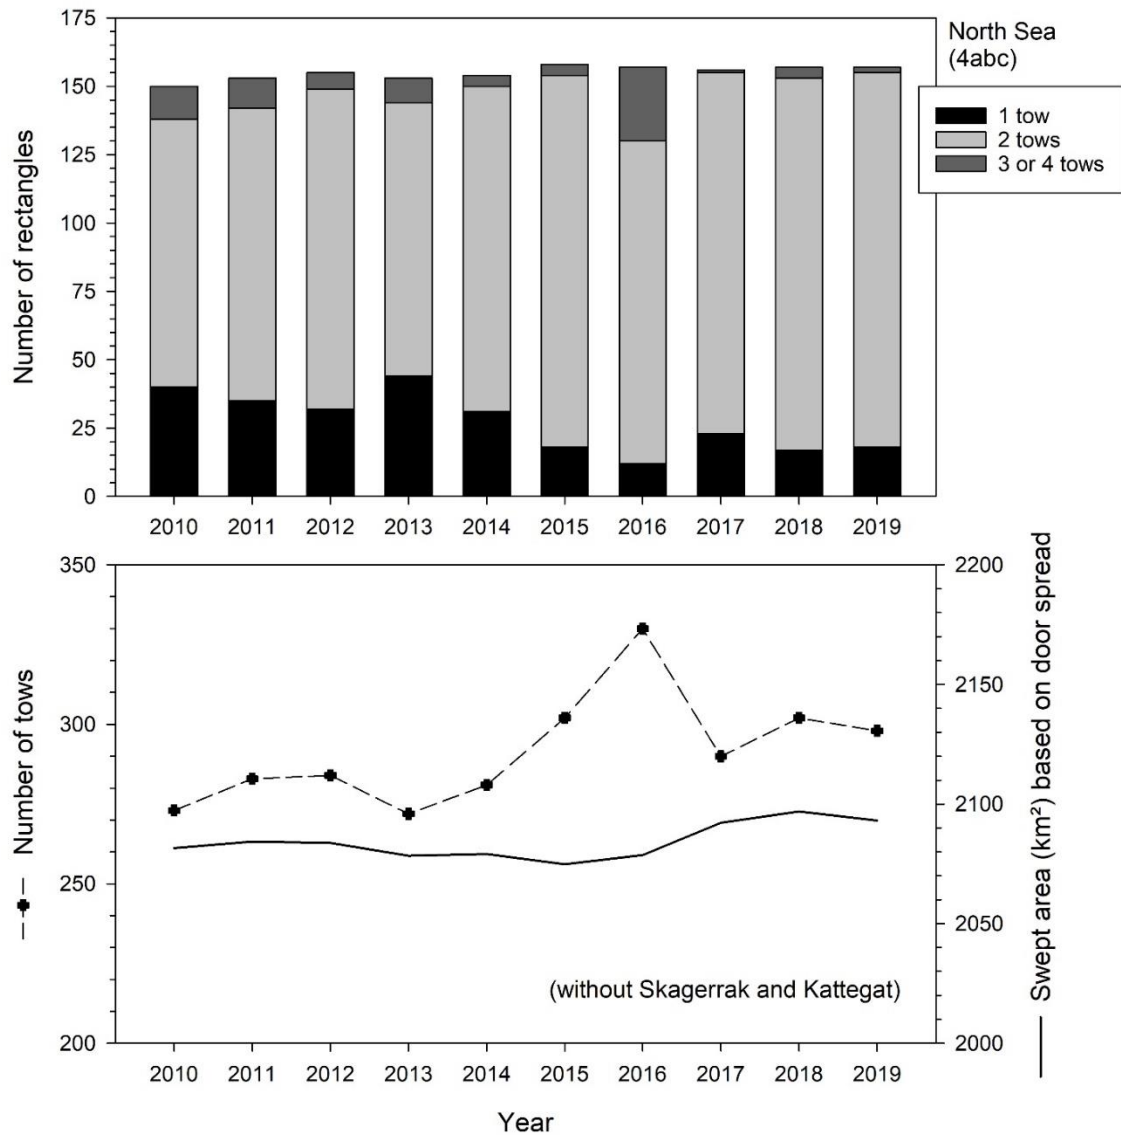 175
150
125
100
75
50
25
0
Number of rectangles
North Sea
(4abc)
1 tow
2 tows
3 or 4 tows
2010 2011 2012 2013 2014 2015 2016 2017 2018 2019
350
300
250
200
Number of tows
2200
2150
2100
2050
2000
Swept area (km²) based on door spread
(without Skagerrak and Kattegat)
2010 2011 2012 2013 2014 2015 2016 2017 2018 2019
Year